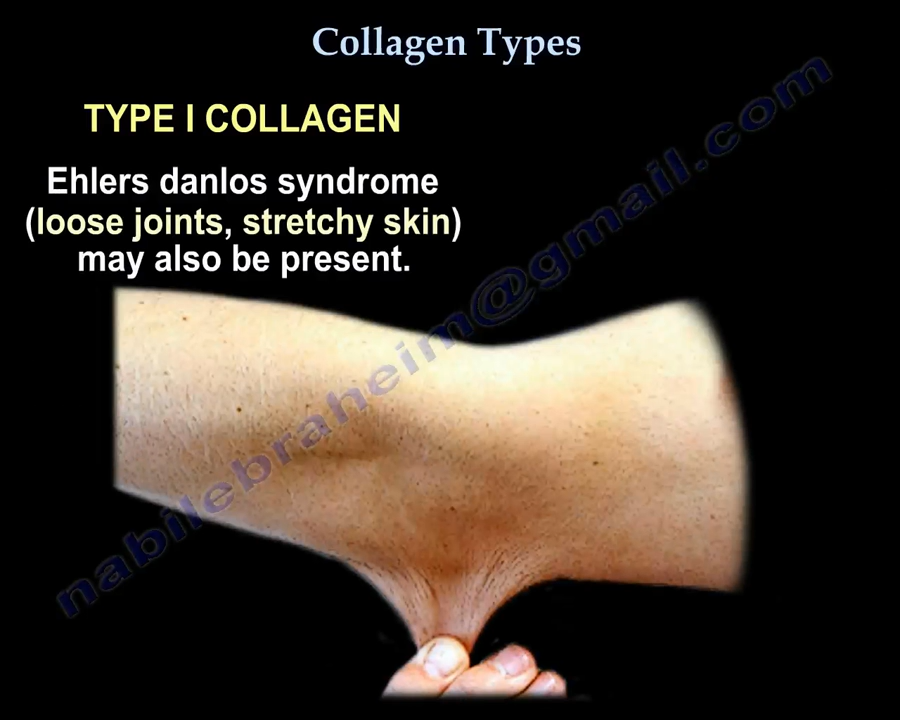 Collagen Types
TYPE I COLLAGEN
Ehlers danlos syndrome
(loose joints, stretchy skin)
may also be present.
nabilebraheim@gmail.com